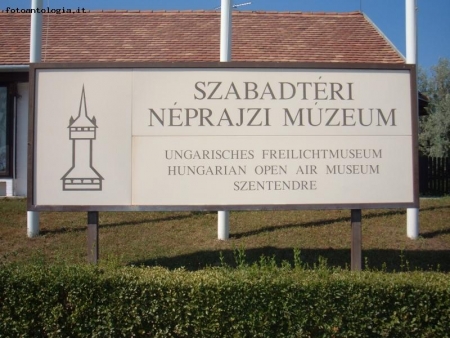 fotoantologia.it
SZABADTÉRI
NÉPRAJZI MÚZEUM
UNGARISCHES FREILICHTMUSEUM
HUNGARIAN OPEN AIR MUSEUM
SZENTENDRE